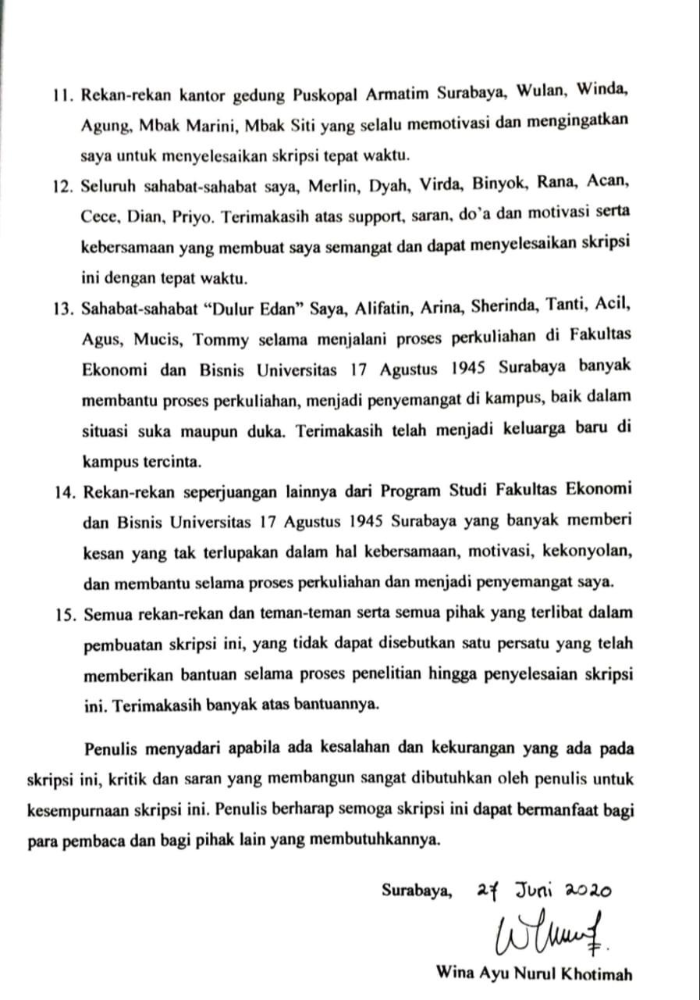 11. Rekan-rekan kantor gedung Puskopal Armatim Surabaya, Wulan, Winda,
Agung, Mbak Marini, Mbak Siti yang selalu memotivasi dan mengingatkan
saya untuk menyelesaikan skripsi tepat waktu.
12. Seluruh sahabat-sahabat saya, Merlin, Dyah, Virda, Binyok, Rana, Acan,
Cece, Dian, Priyo. Terimakasih atas support, saran, do’a dan motivasi serta
kebersamaan yang membuat saya semangat dan dapat menyelesaikan skripsi
ini dengan tepat waktu.
13. Sahabat-sahabat “Dulur Edan” Saya, Alifatin, Arina, Sherinda, Tanti, Acil,
Agus, Mucis, Tommy selama menjalani proses perkuliahan di Fakultas
Ekonomi dan Bisnis Universitas 17 Agustus 1945 Surabaya banyak
membantu proses perkuliahan, menjadi penyemangat di kampus, baik dalam
situasi suka maupun duka. Terimakasih telah menjadi keluarga baru di
kampus tercinta.
14. Rekan-rekan seperjuangan lainnya dari Program Studi Fakultas Ekonomi
dan Bisnis Universitas 17 Agustus 1945 Surabaya yang banyak memberi
kesan yang tak terlupakan dalam hal kebersamaan, motivasi, kekonyolan,
dan membantu selama proses perkuliahan dan menjadi penyemangat saya.
15. Semua rekan-rekan dan teman-teman serta semua pihak yang terlibat dalam
pembuatan skripsi ini, yang tidak dapat disebutkan satu persatu yang telah
memberikan bantuan selama proses penelitian hingga penyelesaian skripsi
ini. Terimakasih banyak atas bantuannya.
Penulis menyadari apabila ada kesalahan dan kekurangan yang ada pada
skripsi ini, kritik dan saran yang membangun sangat dibutuhkan oleh penulis untuk
kesempurnaan skripsi ini. Penulis berharap semoga skripsi ini dapat bermanfaat bagi
para pembaca dan bagi pihak lain yang membutuhkannya.
Surabaya, 27 Juni 2020
Wina Ayu Nurul Khotimah